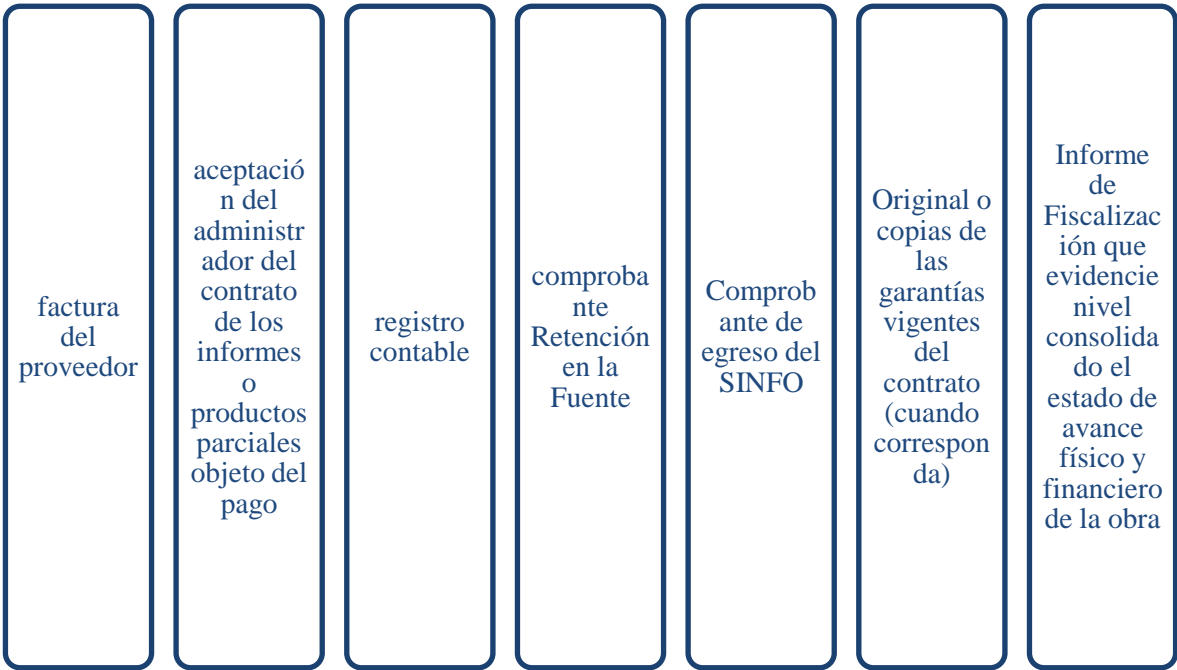 factura
del
proveedor
aceptació
n del
administr
ador del
contrato
de los
informes
o
productos
parciales
objeto del
pago
registro
contable
comproba
nte
Retención
en la
Fuente
Comprob
ante de
egreso del
SINFO
Original o
copias de
las
garantías
vigentes
del
contrato
(cuando
correspon
da)
Informe
de
Fiscalizac
ión que
evidencie
nivel
consolida
do el
estado de
avance
físico y
financiero
de la obra